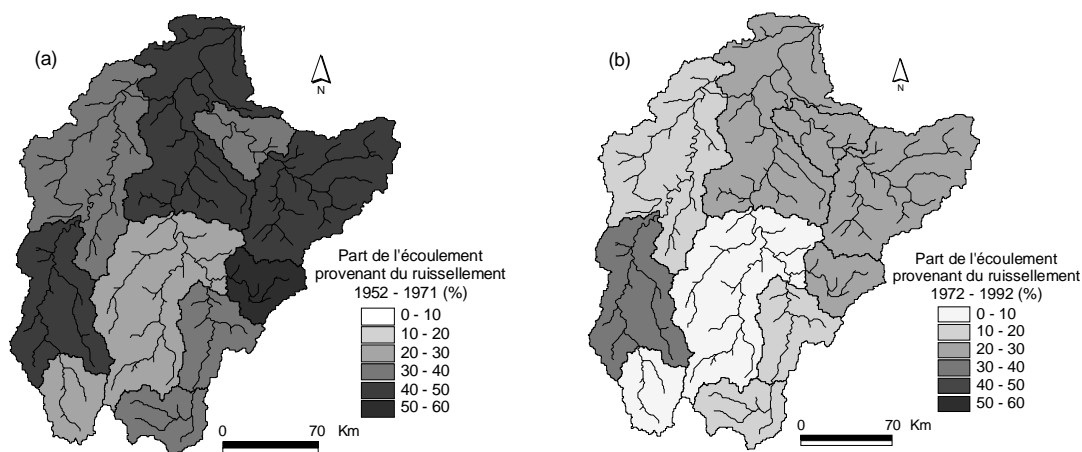 (a)
N
Part de l'écoulement
provenant du ruissellement
1952 - 1971 (%)
0 - 10
10 - 20
20 - 30
30 - 40
40 - 50
50 - 60
0 70 Km
(b)
N
Part de l'écoulement
provenant du ruissellement
1972 - 1992 (%)
0 - 10
10 - 20
20 - 30
30 - 40
40 - 50
50 - 60
0 70 Km